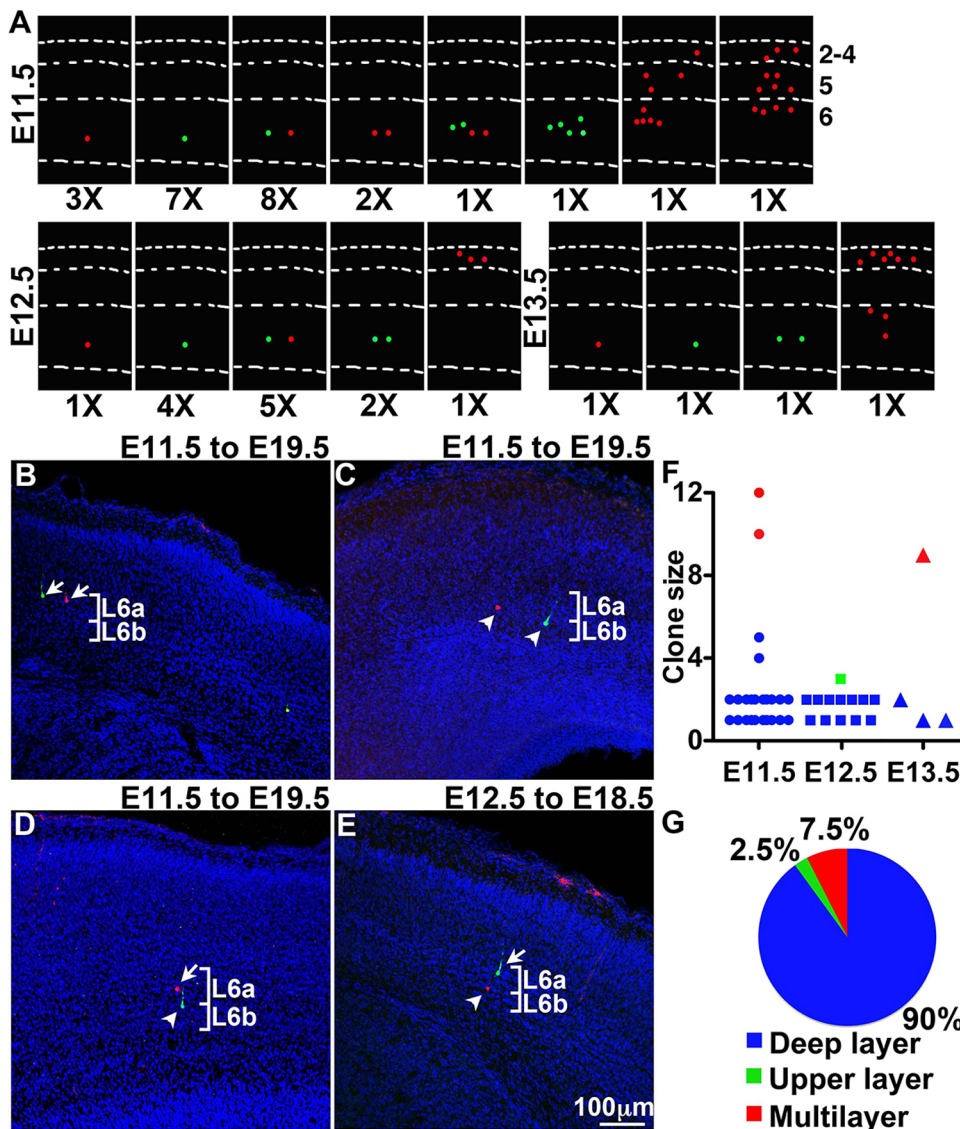 A
E11.5
2-4
5
6
3X 7X 8X 2X 1X 1X 1X 1X
E12.5
1X 4X 5X 2X 1X
E13.5
1X 1X 1X 1X
E11.5 to E19.5
B
L6a
L6b
E11.5 to E19.5
C
L6a
L6b
E11.5 to E19.5
D
L6a
L6b
E12.5 to E18.5
E
L6a
L6b
100μm
F
Clone size
12
8
4
0
E11.5 E12.5 E13.5
G
7.5%
2.5%
90%
Deep layer
Upper layer
Multilayer